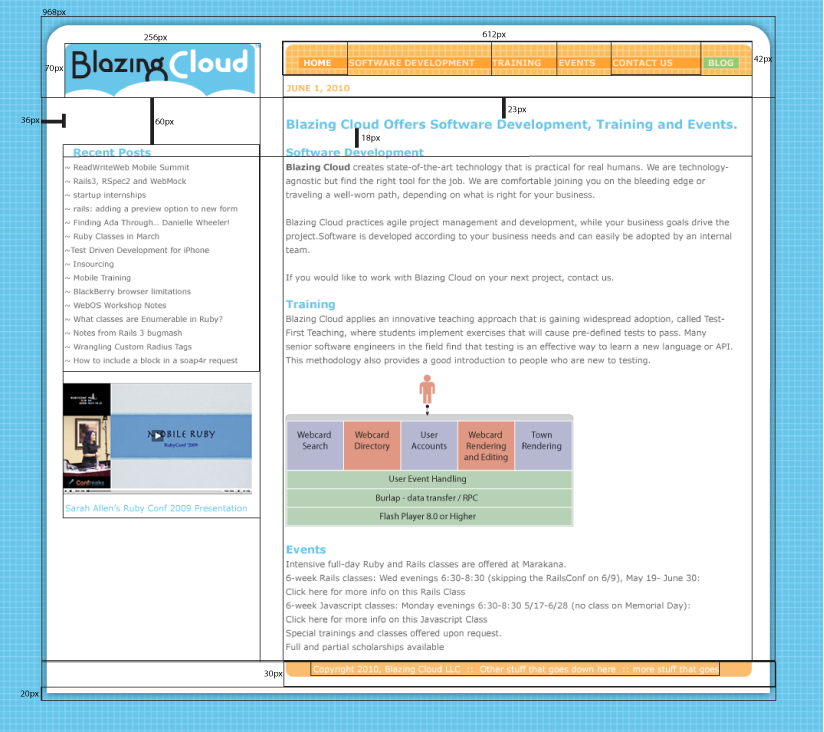 968px
256px
612px
70px
42px
Blazing Cloud
HOME SOFTWARE DEVELOPMENT TRAINING EVENTS CONTACT US BLOG
JUNE 1, 2010
36px
60px
23px
18px
Blazing Cloud Offers Software Development, Training and Events.
Recent Posts
~ ReadWriteWeb Mobile Summit
~ Rails3, RSpec2 and WebMock
~ startup internships
~ rails: adding a preview option to new form
~ Finding Ada Through... Danielle Wheeler!
~ Ruby Classes in March
~Test Driven Development for iPhone
~ Insourcing
~ Mobile Training
~ BlackBerry browser limitations
~ WebOS Workshop Notes
~ What classes are Enumerable in Ruby?
~ Notes from Rails 3 bugmash
~ Wrangling Custom Radius Tags
~ How to include a block in a soap4r request
MOBILE RUBY
RubyConf 2009
Confreaks
Sarah Allen's Ruby Conf 2009 Presentation
Software Development
Blazing Cloud creates state-of-the-art technology that is practical for real humans. We are technology-
agnostic but find the right tool for the job. We are comfortable joining you on the bleeding edge or
traveling a well-worn path, depending on what is right for your business.
Blazing Cloud practices agile project management and development, while your business goals drive the
project.Software is developed according to your business needs and can easily be adopted by an internal
team.
If you would like to work with Blazing Cloud on your next project, contact us.
Training
Blazing Cloud applies an innovative teaching approach that is gaining widespread adoption, called Test-
First Teaching, where students implement exercises that will cause pre-defined tests to pass. Many
senior software engineers in the field find that testing is an effective way to learn a new language or API.
This methodology also provides a good introduction to people who are new to testing.
Webcard Search
Webcard Directory
User Accounts
Webcard Rendering and Editing
Town Rendering
User Event Handling
Burlap - data transfer / RPC
Flash Player 8.0 or Higher
Events
Intensive full-day Ruby and Rails classes are offered at Marakana.
6-week Rails classes: Wed evenings 6:30-8:30 (skipping the RailsConf on 6/9), May 19- June 30:
Click here for more info on this Rails Class
6-week Javascript classes: Monday evenings 6:30-8:30 5/17-6/28 (no class on Memorial Day):
Click here for more info on this Javascript Class
Special trainings and classes offered upon request.
Full and partial scholarships available
30px
Copyright 2010, Blazing Cloud LLC :: Other stuff that goes down here :: more stuff that goes
20px